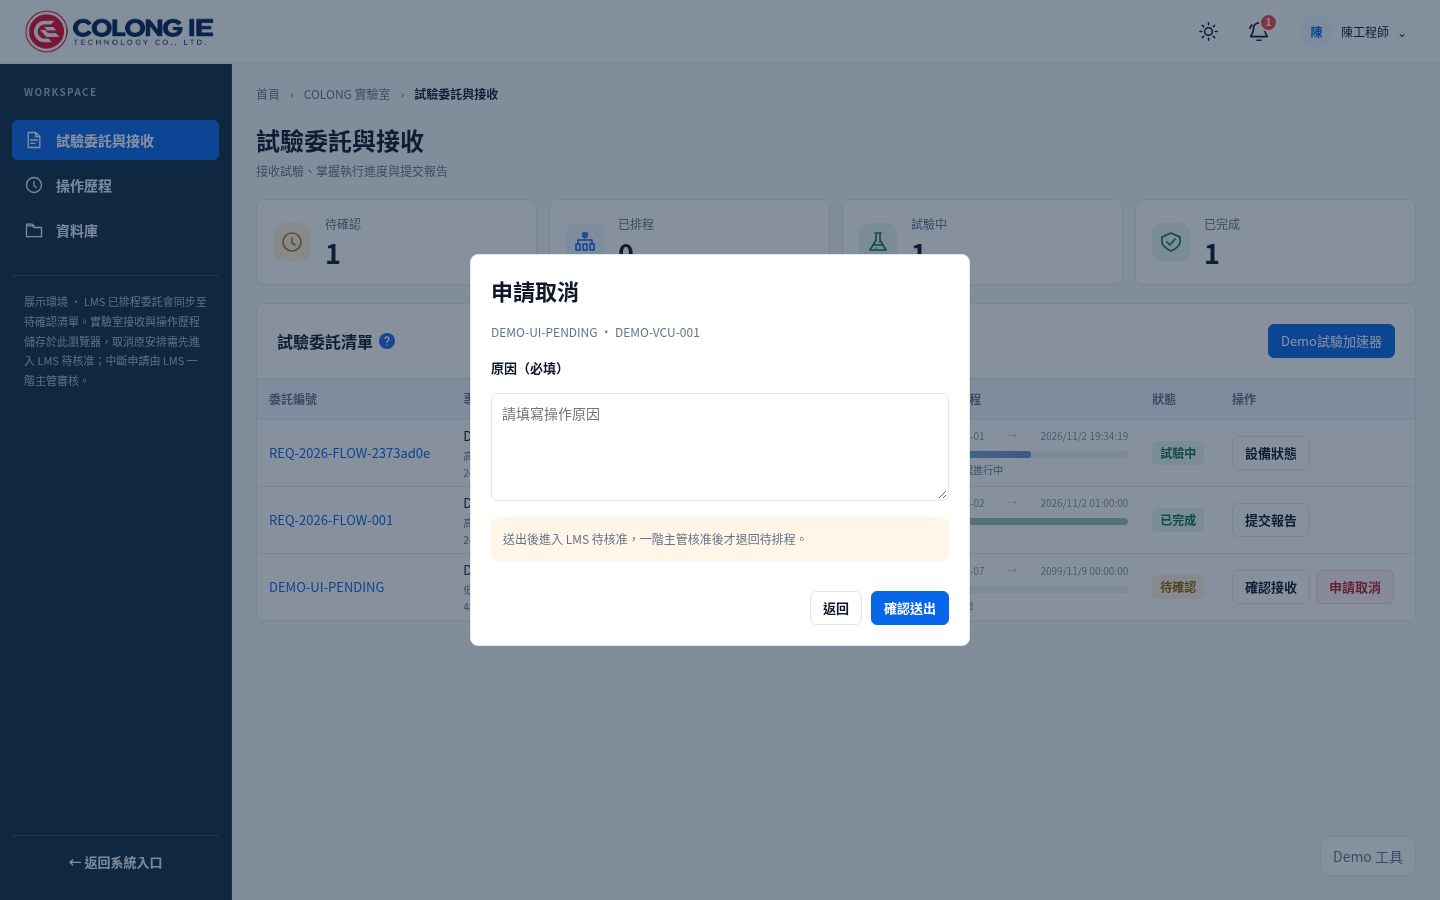 COLONG IE
TECHNOLOGY CO., LTD.
1
陳
陳工程師
WORKSPACE
試驗委託與接收
操作歷程
資料庫
展示環境・LMS 已排程委託會同步至
待確認清單。實驗室接收與操作歷程
儲存於此瀏覽器，取消原安排需先進
入 LMS 待核准；中斷申請由 LMS 一
階主管審核。
← 返回系統入口
首頁 › COLONG 實驗室 › 試驗委託與接收
試驗委託與接收
接收試驗、掌握執行進度與提交報告
待確認
1
已排程
0
試驗中
1
已完成
1
試驗委託清單 ?
Demo試驗加速器
委託編號
程
狀態
操作
REQ-2026-FLOW-2373ad0e
-01 → 2026/11/2 19:34:19
進行中
試驗中
設備狀態
REQ-2026-FLOW-001
-02 → 2026/11/2 01:00:00
已完成
提交報告
DEMO-UI-PENDING
-07 → 2099/11/9 00:00:00
待確認
確認接收
申請取消
申請取消
DEMO-UI-PENDING・DEMO-VCU-001
原因（必填）
請填寫操作原因
送出後進入 LMS 待核准，一階主管核准後才退回待排程。
返回
確認送出
Demo 工具